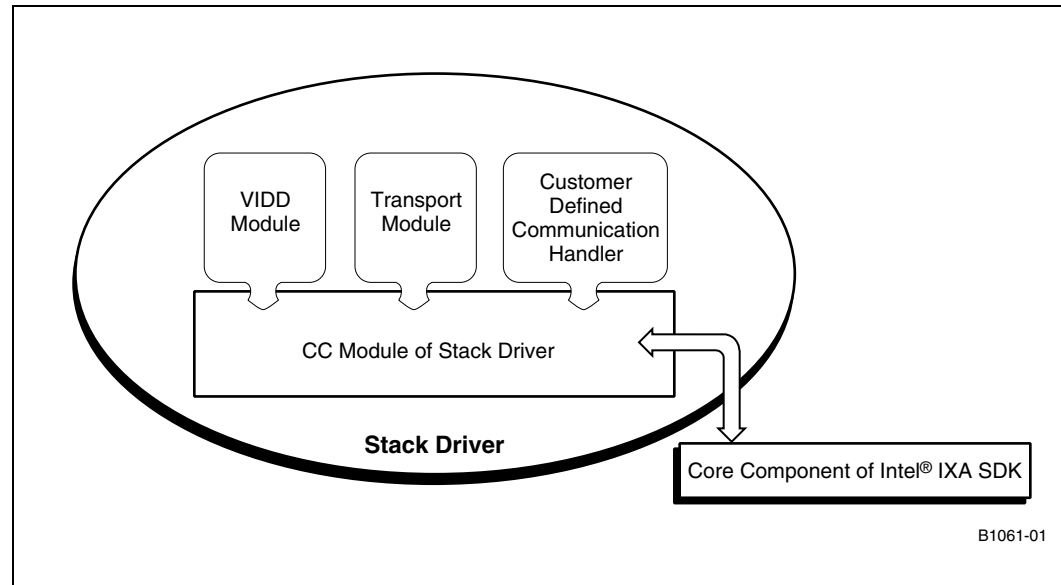 VIDD
Module
Transport
Module
Customer
Defined
Communication
Handler
CC Module of Stack Driver
Stack Driver
Core Component of Intel® IXA SDK
B1061-01